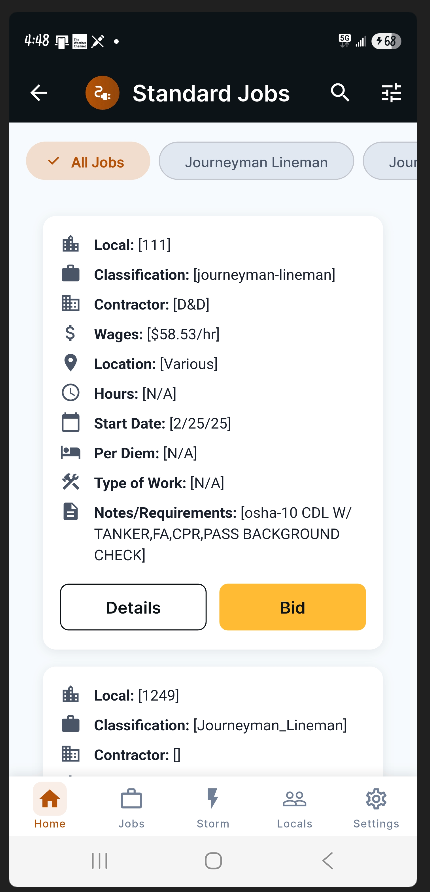 4:48
5G
68
Standard Jobs
All Jobs
Journeyman Lineman
Jour
Local: [111]
Classification: [journeyman-lineman]
Contractor: [D&D]
Wages: [$58.53/hr]
Location: [Various]
Hours: [N/A]
Start Date: [2/25/25]
Per Diem: [N/A]
Type of Work: [N/A]
Notes/Requirements: [osha-10 CDL W/
TANKER,FA,CPR,PASS BACKGROUND
CHECK]
Details
Bid
Local: [1249]
Classification: [Journeyman_Lineman]
Contractor: []
Home
Jobs
Storm
Locals
Settings